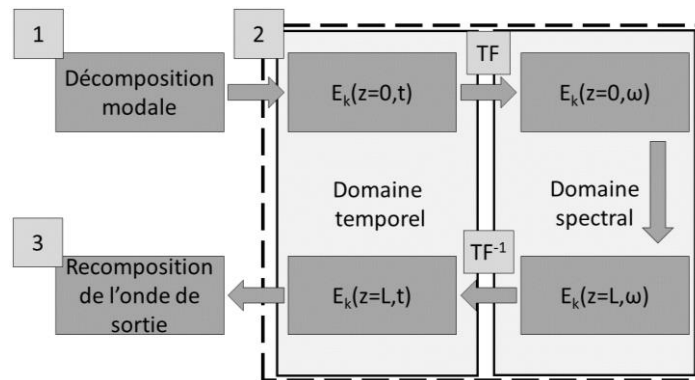 1
2
TF
Décomposition
modale
E_k(z=0,t)
E_k(z=0,ω)
Domaine
temporel
Domaine
spectral
3
TF⁻¹
Recomposition
de l'onde de
sortie
E_k(z=L,t)
E_k(z=L,ω)